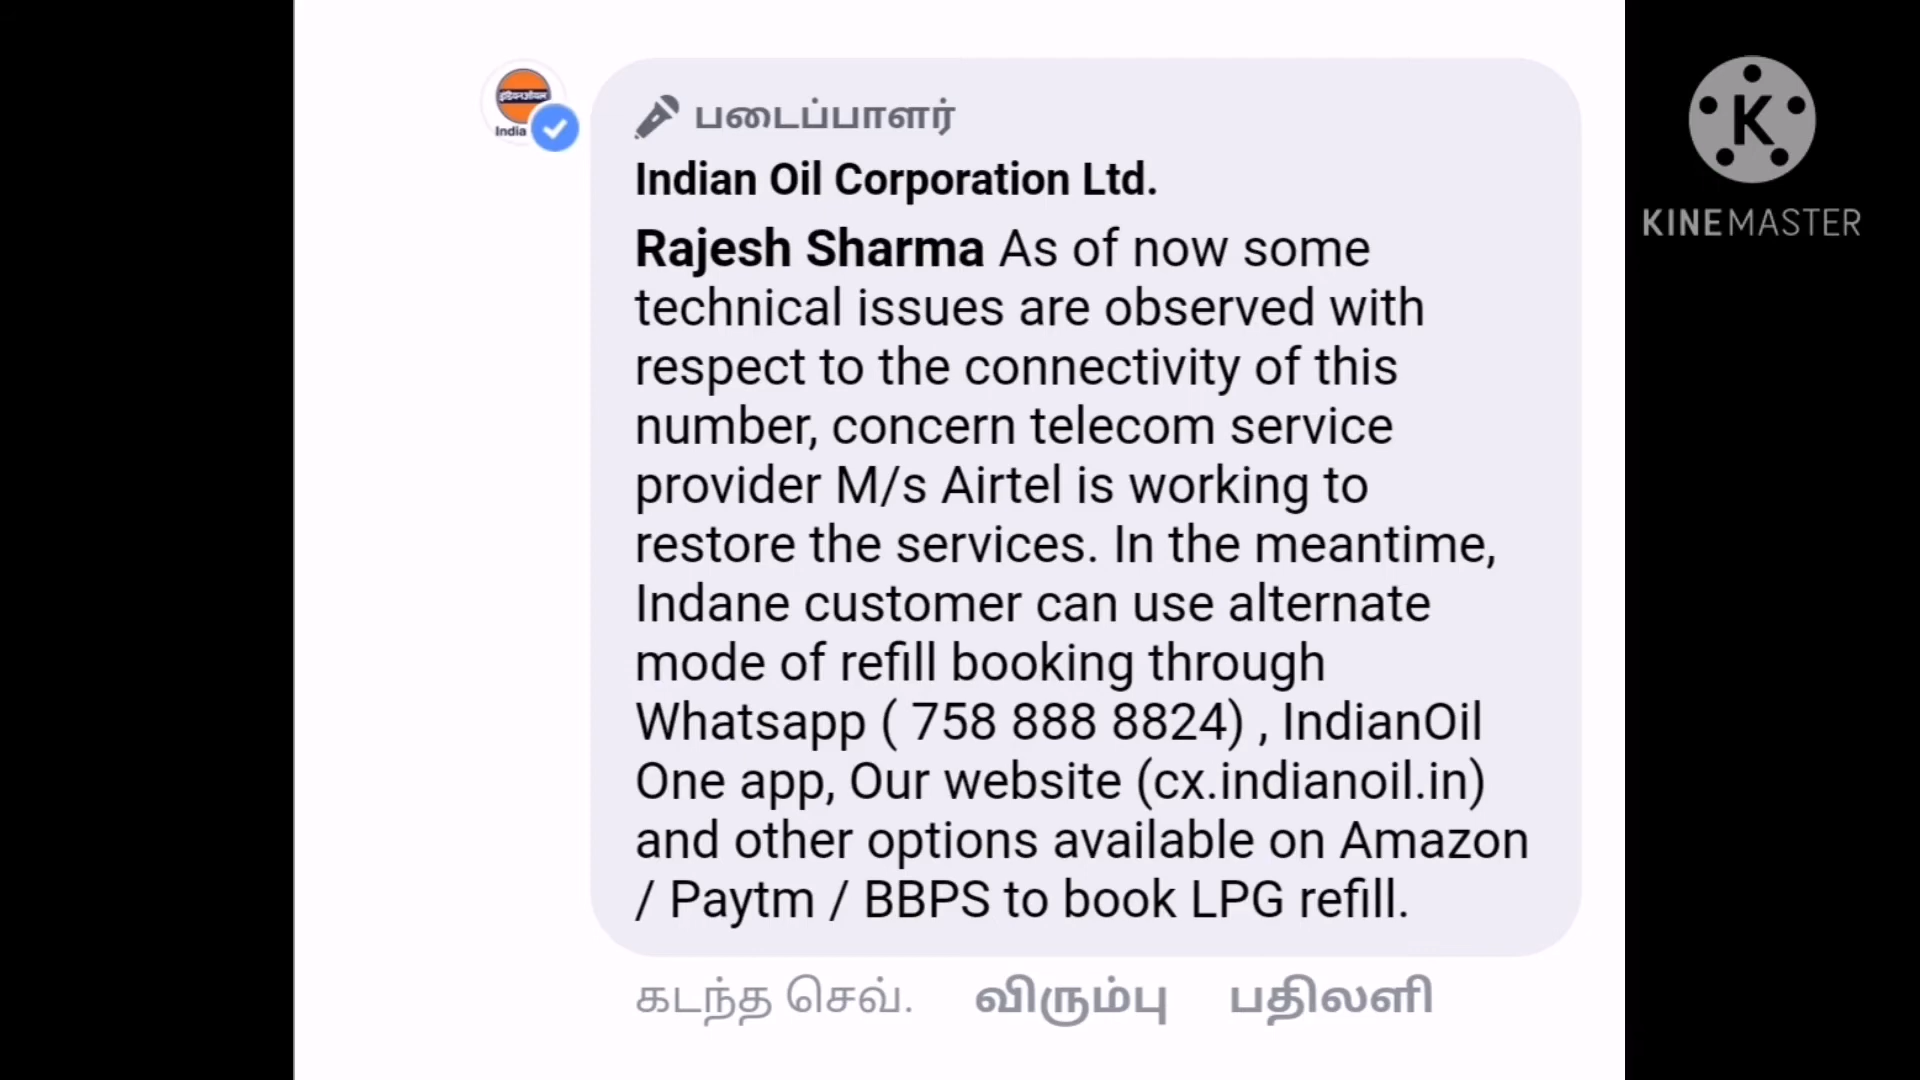 इंडियनऑयल
India
படைப்பாளர்
Indian Oil Corporation Ltd.
Rajesh Sharma As of now some
technical issues are observed with
respect to the connectivity of this
number, concern telecom service
provider M/s Airtel is working to
restore the services. In the meantime,
Indane customer can use alternate
mode of refill booking through
Whatsapp ( 758 888 8824) , IndianOil
One app, Our website (cx.indianoil.in)
and other options available on Amazon
/ Paytm / BBPS to book LPG refill.
கடந்த செவ். விரும்பு பதிலளி
K
KINEMASTER